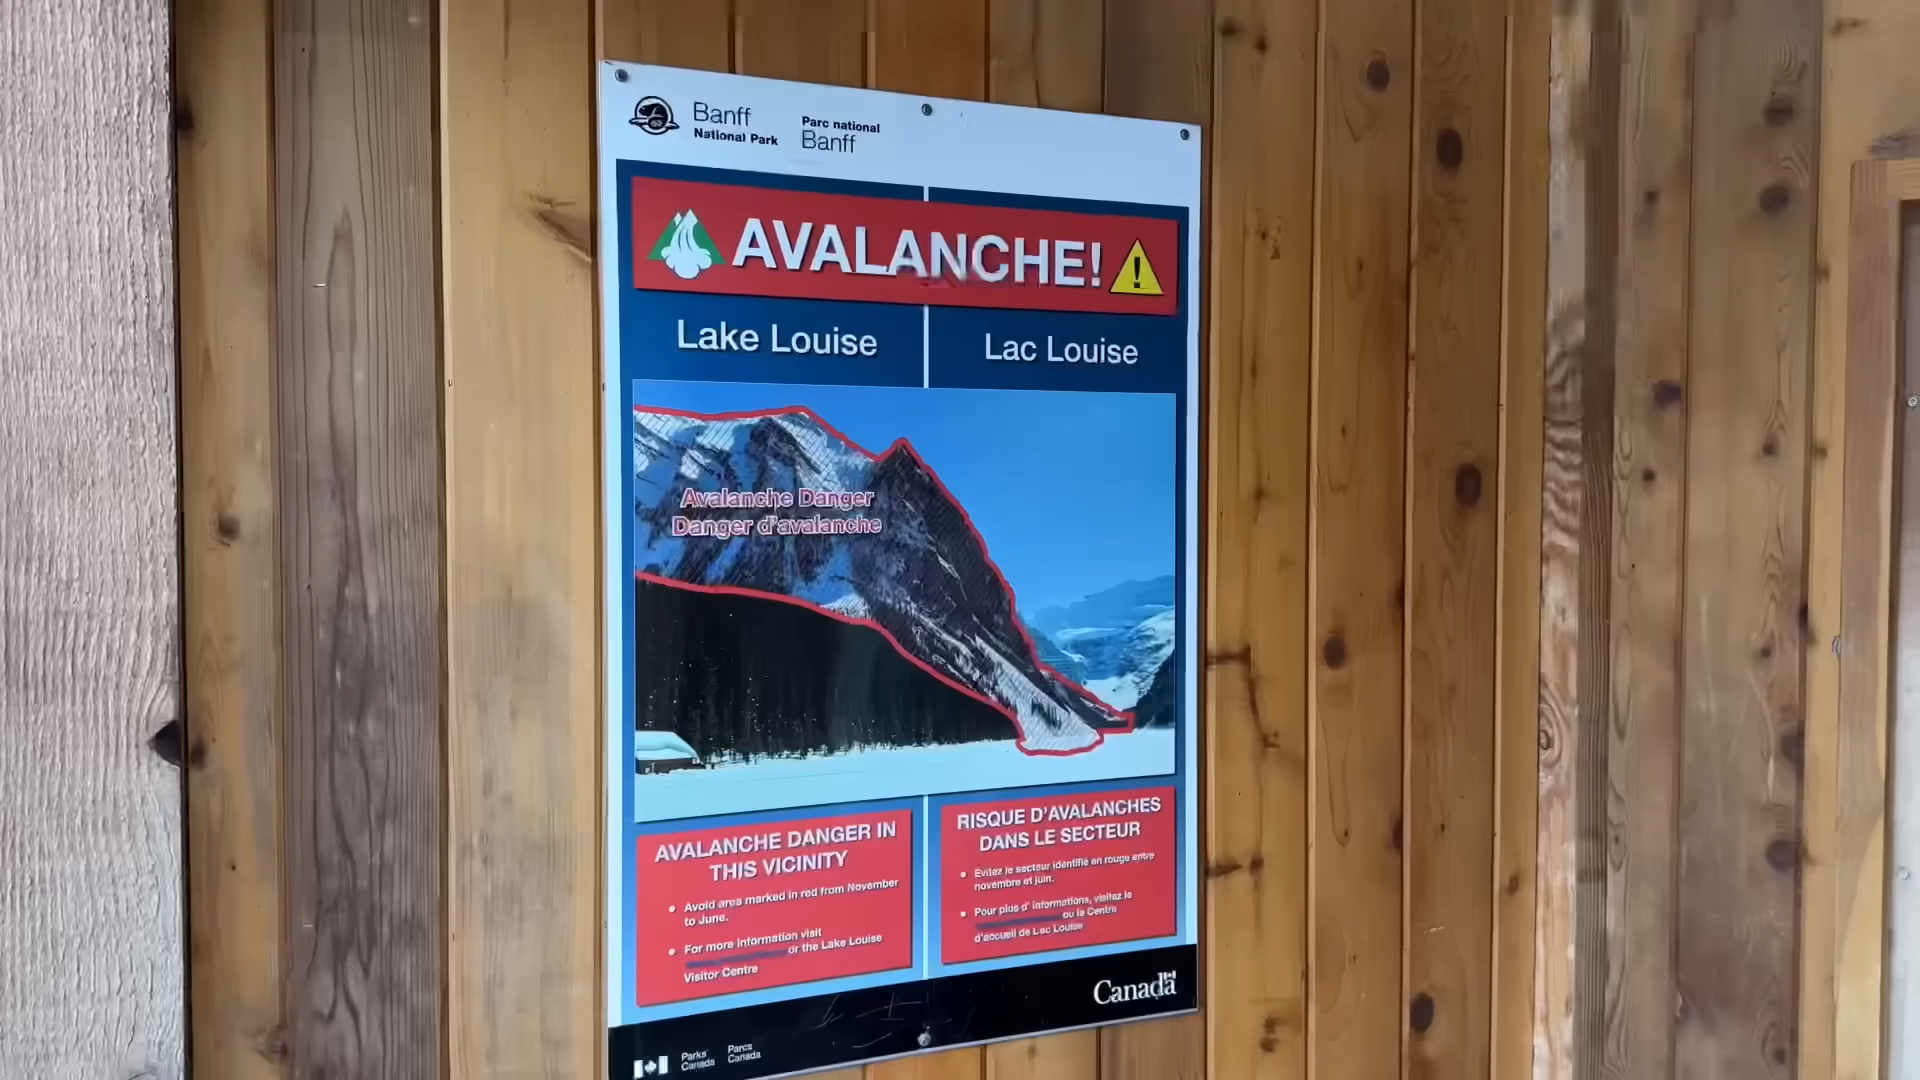 Banff
National Park
Parc national
Banff
AVALANCHE!
Lake Louise
Lac Louise
Avalanche Danger
Danger d'avalanche
AVALANCHE DANGER IN
THIS VICINITY
• Avoid area marked in red from November
to June.
• For more information visit
or the Lake Louise
Visitor Centre
RISQUE D'AVALANCHES
DANS LE SECTEUR
• Évitez le secteur identifié en rouge entre
novembre et juin.
• Pour plus d' informations, visitez le
ou la Centre
d'accueil de Lac Louise
Parks
Canada
Parcs
Canada
Canada